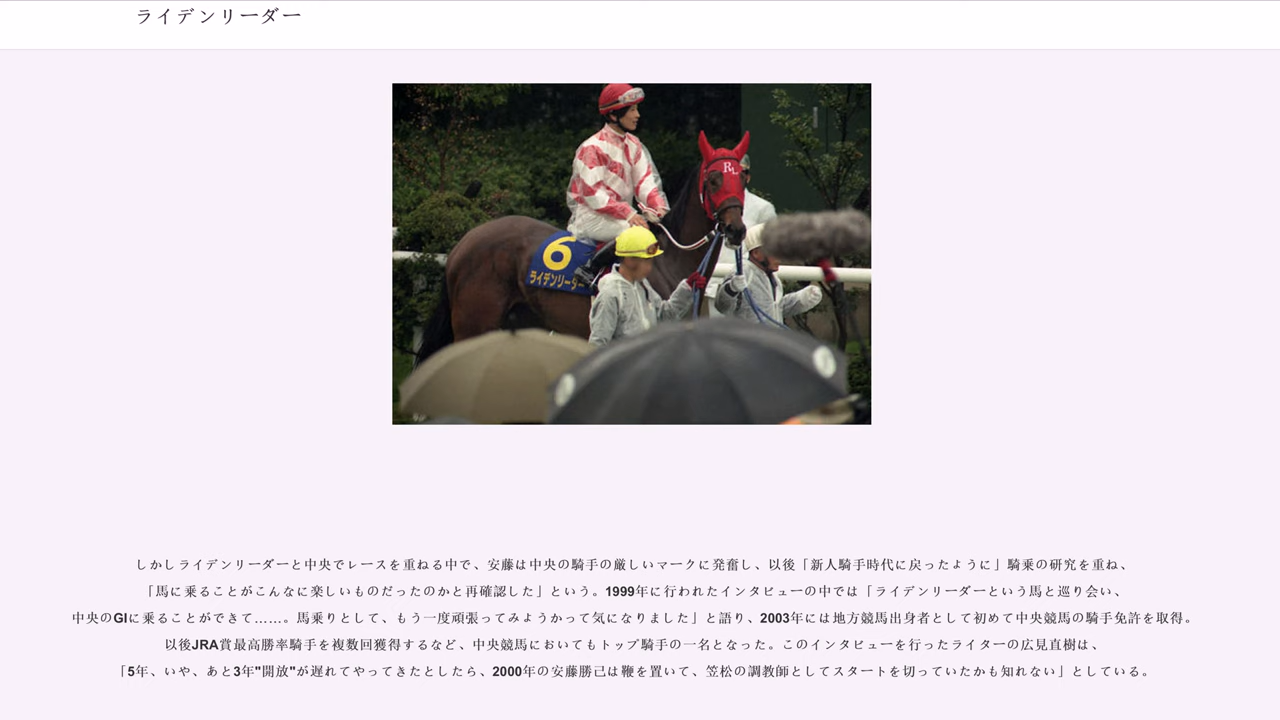 ライデンリーダー
RL
6
ライデンリーダー
しかしライデンリーダーと中央でレースを重ねる中で、安藤は中央の騎手の厳しいマークに発奮し、以後「新人騎手時代に戻ったように」騎乗の研究を重ね、
「馬に乗ることがこんなに楽しいものだったのかと再確認した」という。1999年に行われたインタビューの中では「ライデンリーダーという馬と巡り会い、
中央のGIに乗ることができて……。馬乗りとして、もう一度頑張ってみようかって気になりました」と語り、2003年には地方競馬出身者として初めて中央競馬の騎手免許を取得。
以後JRA賞最高勝率騎手を複数回獲得するなど、中央競馬においてもトップ騎手の一名となった。このインタビューを行ったライターの広見直樹は、
「5年、いや、あと3年"開放"が遅れてやってきたとしたら、2000年の安藤勝己は鞭を置いて、笠松の調教師としてスタートを切っていたかも知れない」としている。